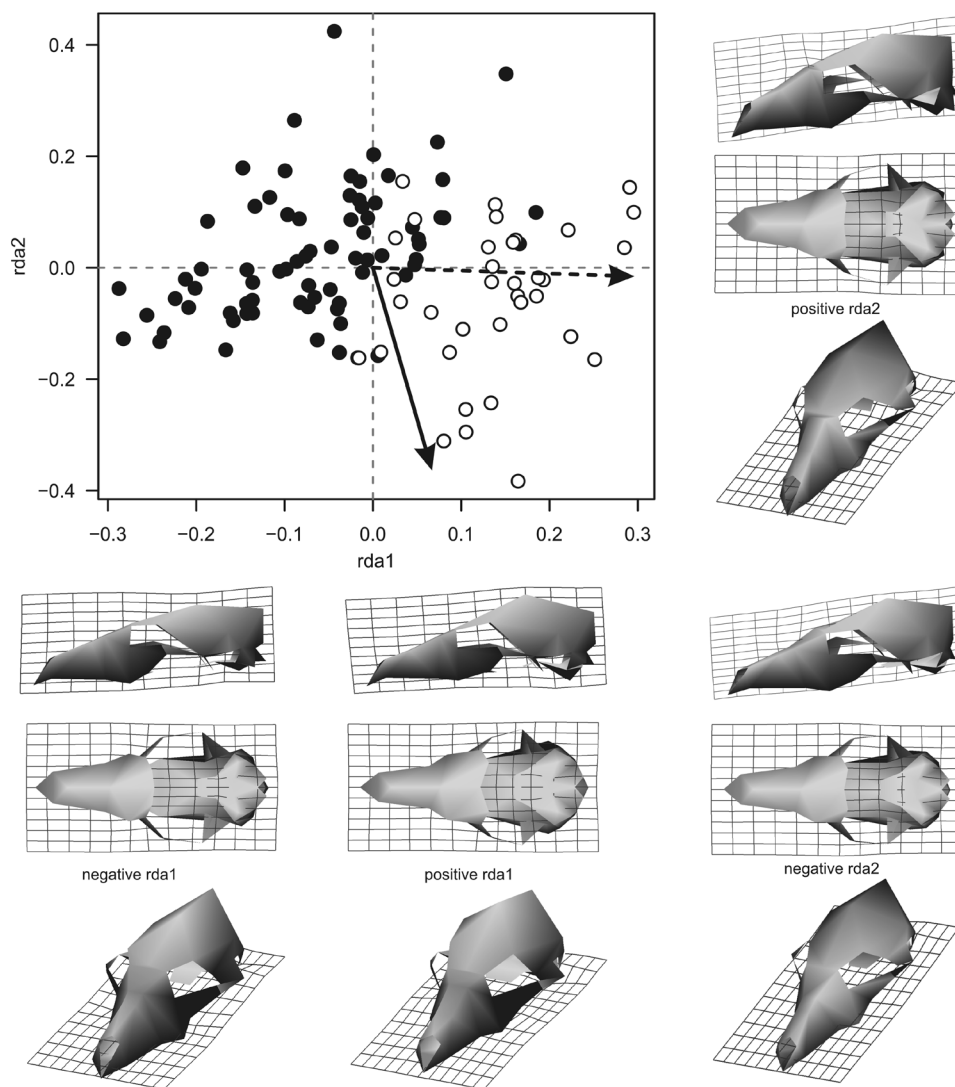 0.4
0.2
0.0
−0.2
−0.4
rda2
−0.3 −0.2 −0.1 0.0 0.1 0.2 0.3
rda1
positive rda2
negative rda1
positive rda1
negative rda2